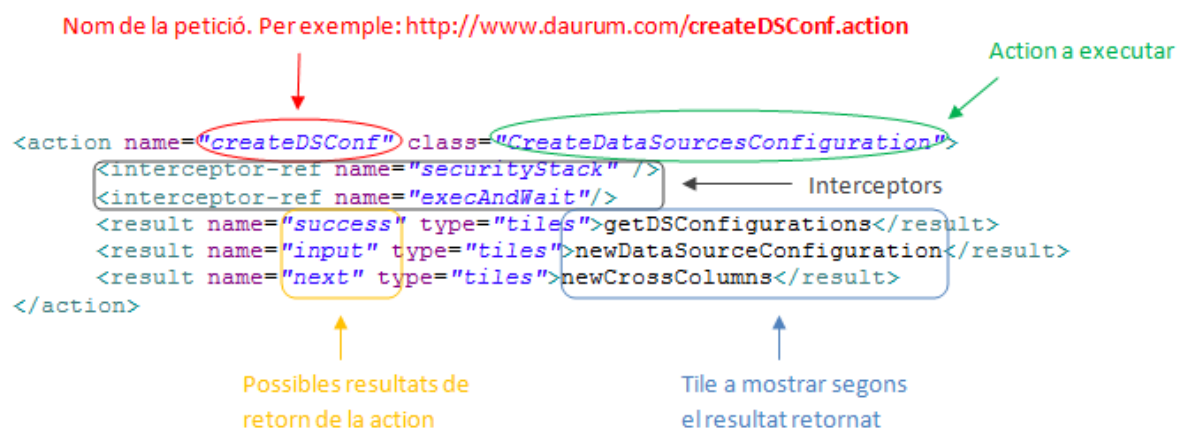 Nom de la petició. Per exemple: http://www.daurum.com/createDSConf.action
Action a executar
<action name="createDSConf" class="CreateDataSourcesConfiguration">
<interceptor-ref name="securityStack" />
<interceptor-ref name="execAndWait"/>
Interceptors
<result name="success" type="tiles">getDSConfigurations</result>
<result name="input" type="tiles">newDataSourceConfiguration</result>
<result name="next" type="tiles">newCrossColumns</result>
</action>
Possibles resultats de
retorn de la action
Tile a mostrar segons
el resultat retornat